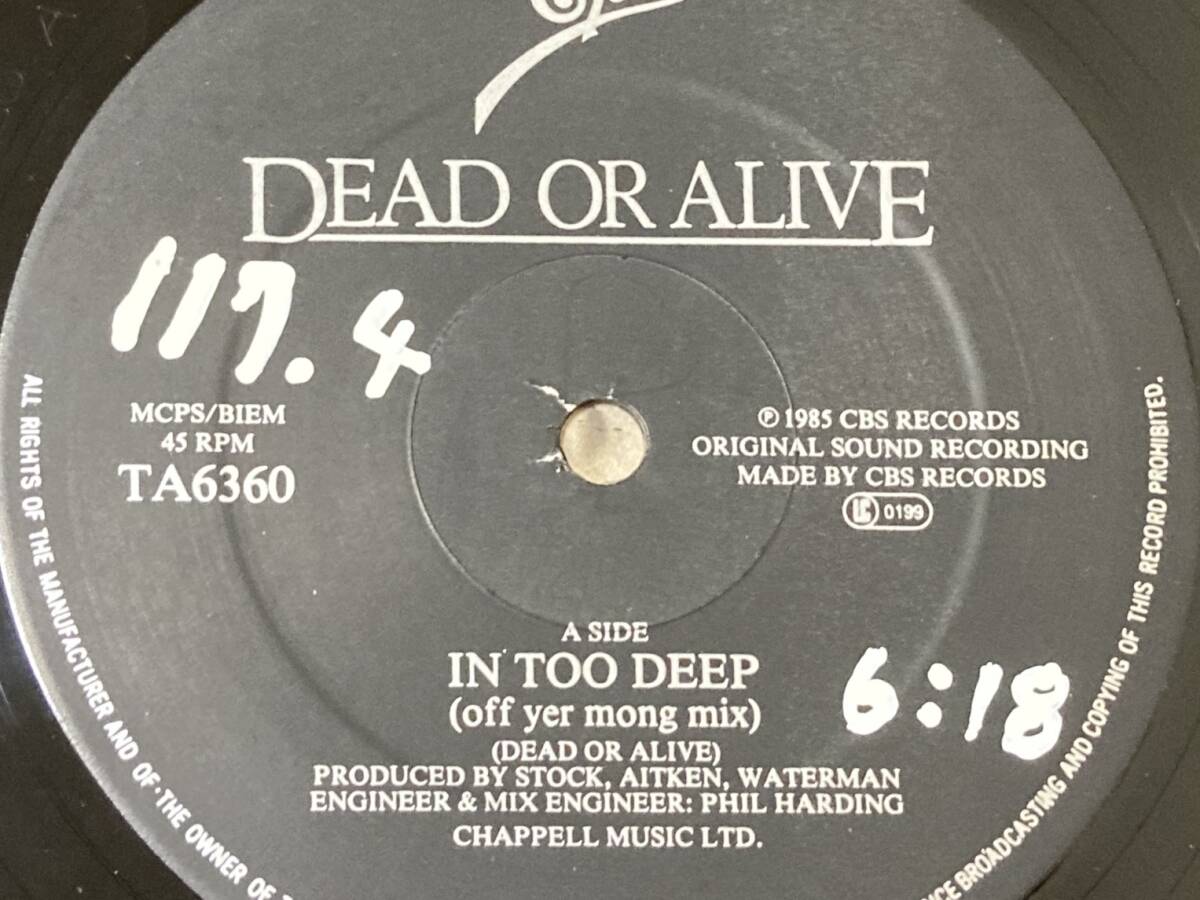 DEAD OR ALIVE
117.4
MCPS/BIEM
45 RPM
TA6360
℗ 1985 CBS RECORDS
ORIGINAL SOUND RECORDING
MADE BY CBS RECORDS
LC 0199
A SIDE
IN TOO DEEP
(off yer mong mix)
6:18
(DEAD OR ALIVE)
PRODUCED BY STOCK, AITKEN, WATERMAN
ENGINEER & MIX ENGINEER: PHIL HARDING
CHAPPELL MUSIC LTD.
ALL RIGHTS OF THE MANUFACTURER AND OF THE OWNER OF
BROADCASTING AND COPYING OF THIS RECORD PROHIBITED.